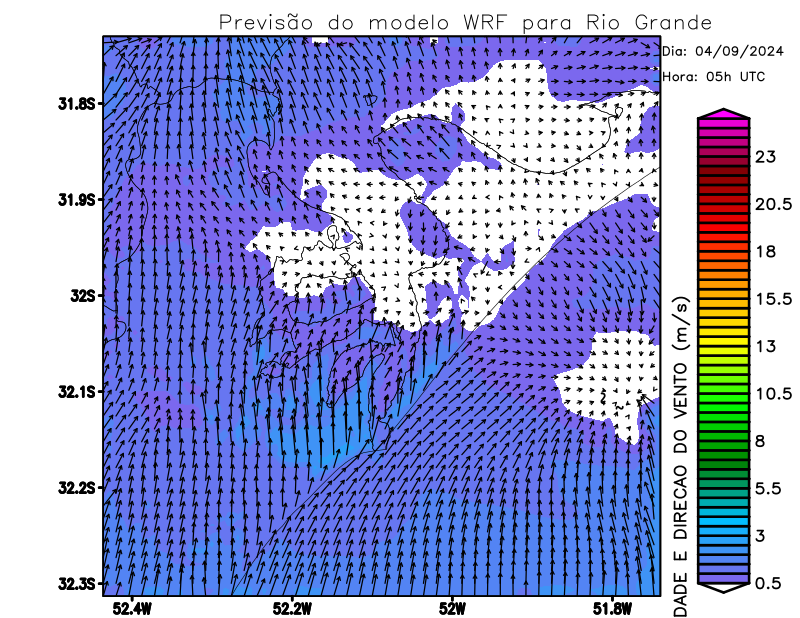 Previsão do modelo WRF para Rio Grande
Dia: 04/09/2024
Hora: 05h UTC
31.8S
31.9S
32S
32.1S
32.2S
32.3S
52.4W
52.2W
52W
51.8W
DADE E DIRECAO DO VENTO (m/s)
23
20.5
18
15.5
13
10.5
8
5.5
3
0.5